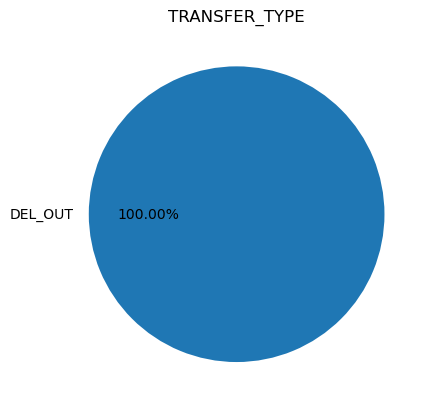 TRANSFER_TYPE
DEL_OUT
100.00%